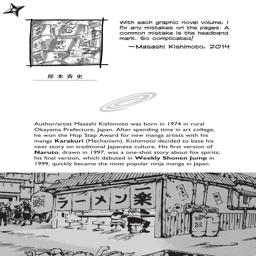 With each graphic novel volume, I
fix any mistakes on the pages. A
common mistake is the headband
mark. So complicated!
—Masashi Kishimoto, 2014
岸本斉史
Author/artist Masashi Kishimoto was born in 1974 in rural
Okayama Prefecture, Japan. After spending time in art college,
he won the Hop Step Award for new manga artists with his
manga Karakuri (Mechanism). Kishimoto decided to base his
next story on traditional Japanese culture. His first version of
Naruto, drawn in 1997, was a one-shot story about fox spirits;
his final version, which debuted in Weekly Shonen Jump in
1999, quickly became the most popular ninja manga in Japan.
ラーメン一楽